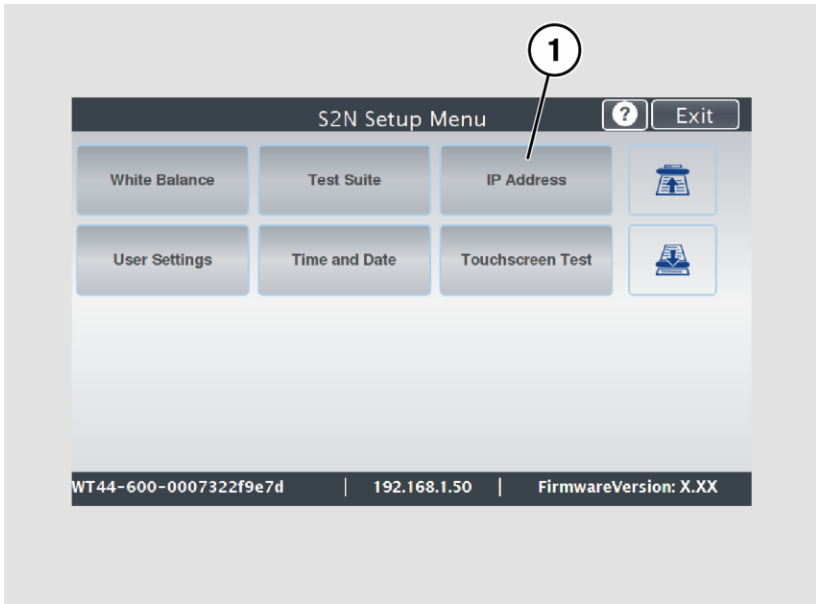 1
S2N Setup Menu ? Exit
White Balance Test Suite IP Address
User Settings Time and Date Touchscreen Test
WT44-600-0007322f9e7d | 192.168.1.50 | FirmwareVersion: X.XX